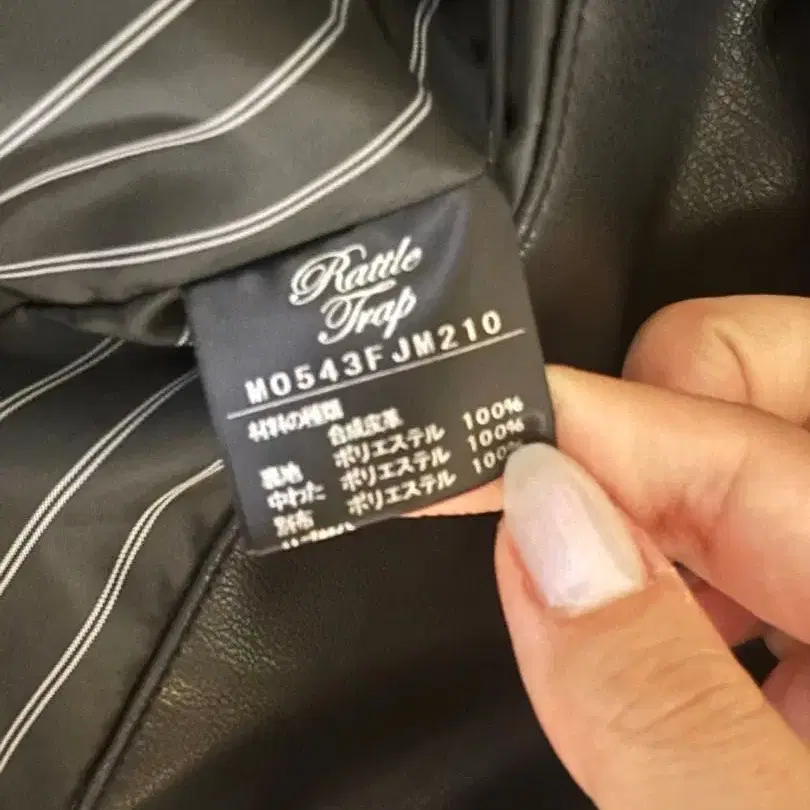 Rattle
Trap
M0543FJM210
材料の種類
合成皮革
裏地 ポリエステル 100%
中わた ポリエステル 100%
別布 ポリエステル 100%